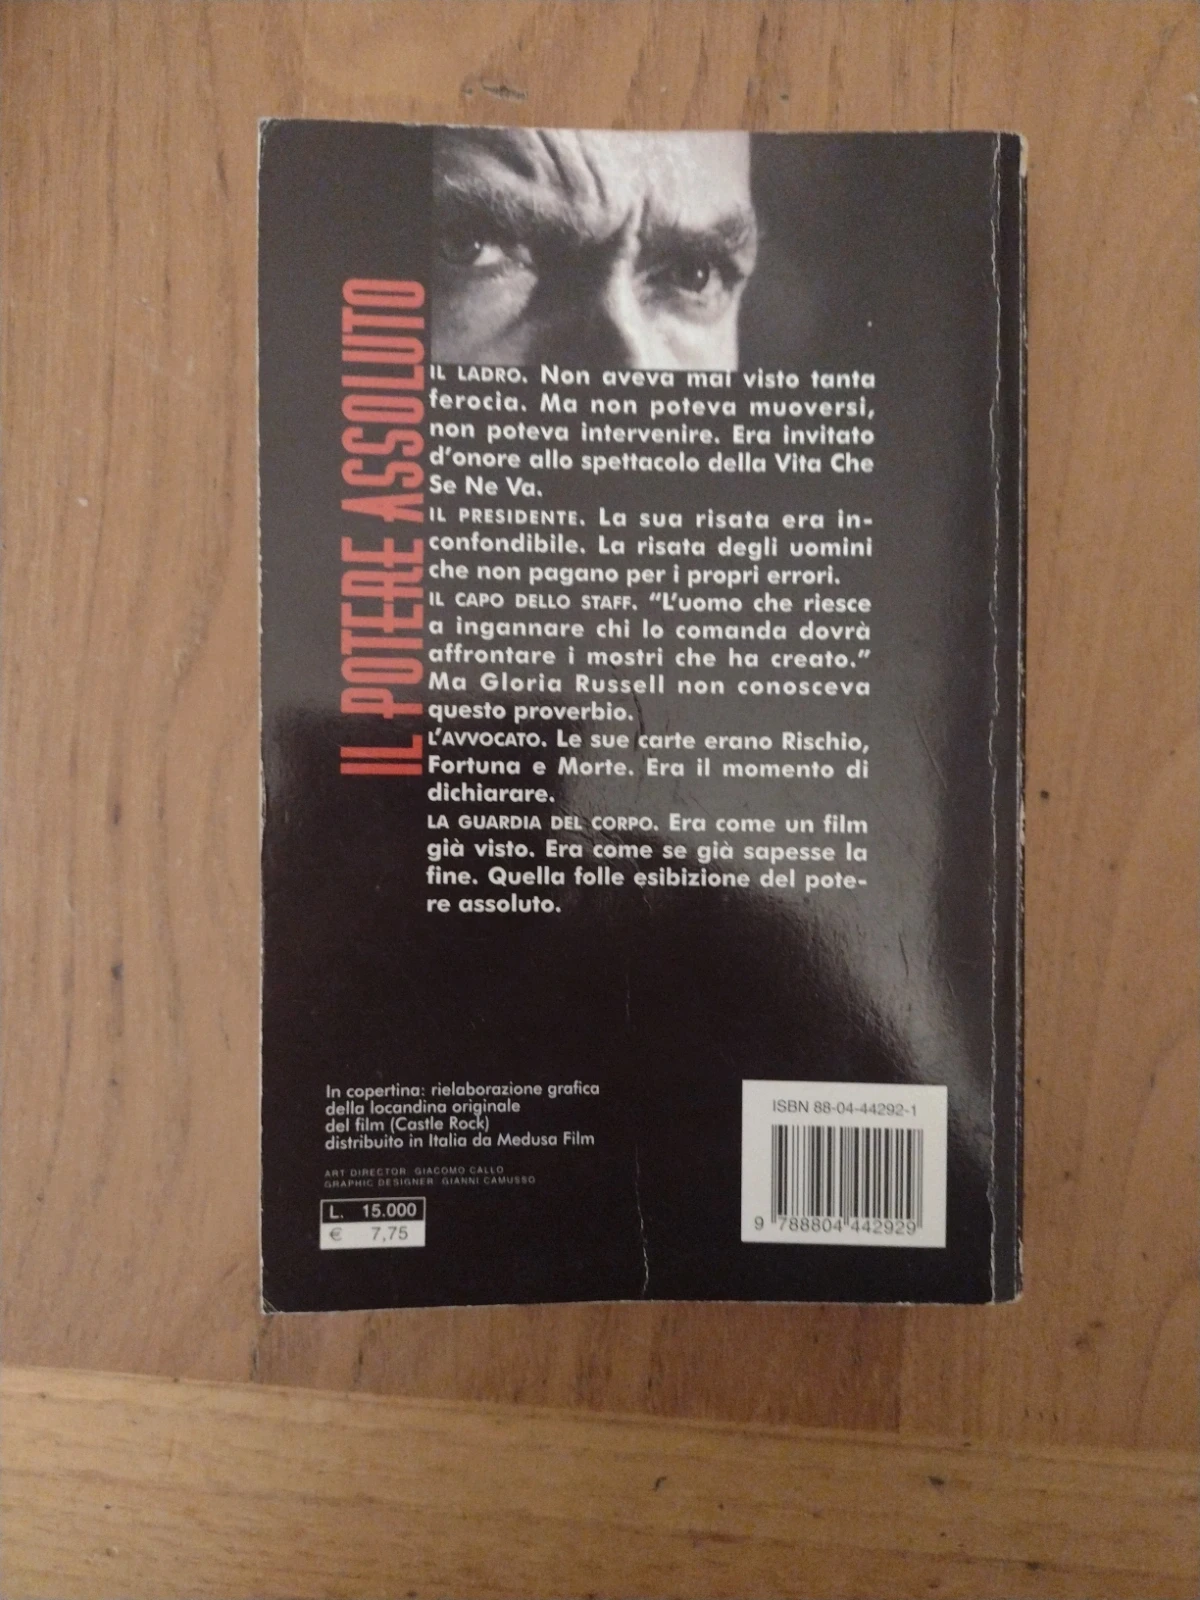 IL POTERE ASSOLUTO
IL LADRO. Non aveva mai visto tanta
ferocia. Ma non poteva muoversi,
non poteva intervenire. Era invitato
d'onore allo spettacolo della Vita Che
Se Ne Va.
IL PRESIDENTE. La sua risata era in-
confondibile. La risata degli uomini
che non pagano per i propri errori.
IL CAPO DELLO STAFF. "L'uomo che riesce
a ingannare chi lo comanda dovrà
affrontare i mostri che ha creato."
Ma Gloria Russell non conosceva
questo proverbio.
L'AVVOCATO. Le sue carte erano Rischio,
Fortuna e Morte. Era il momento di
dichiarare.
LA GUARDIA DEL CORPO. Era come un film
già visto. Era come se già sapesse la
fine. Quella folle esibizione del pote-
re assoluto.
In copertina: rielaborazione grafica
della locandina originale
del film (Castle Rock)
distribuito in Italia da Medusa Film
ART DIRECTOR GIACOMO CALLO
GRAPHIC DESIGNER GIANNI CAMUSSO
L. 15.000
€ 7,75
ISBN 88-04-44292-1
9 788804 442929